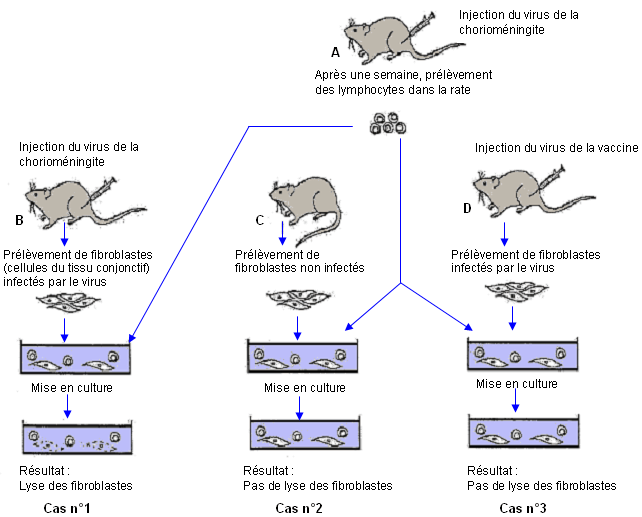 Injection du virus de la
chorioméningite
A
Après une semaine, prélèvement
des lymphocytes dans la rate
Injection du virus de la
chorioméningite
B
Prélèvement de fibroblastes
(cellules du tissu conjonctif)
infectés par le virus
Mise en culture
Résultat :
Lyse des fibroblastes
Cas n°1
C
Prélèvement de
fibroblastes non infectés
Mise en culture
Résultat :
Pas de lyse des fibroblastes
Cas n°2
Injection du virus de la vaccine
D
Prélèvement de fibroblastes
infectés par le virus
Mise en culture
Résultat :
Pas de lyse des fibroblastes
Cas n°3